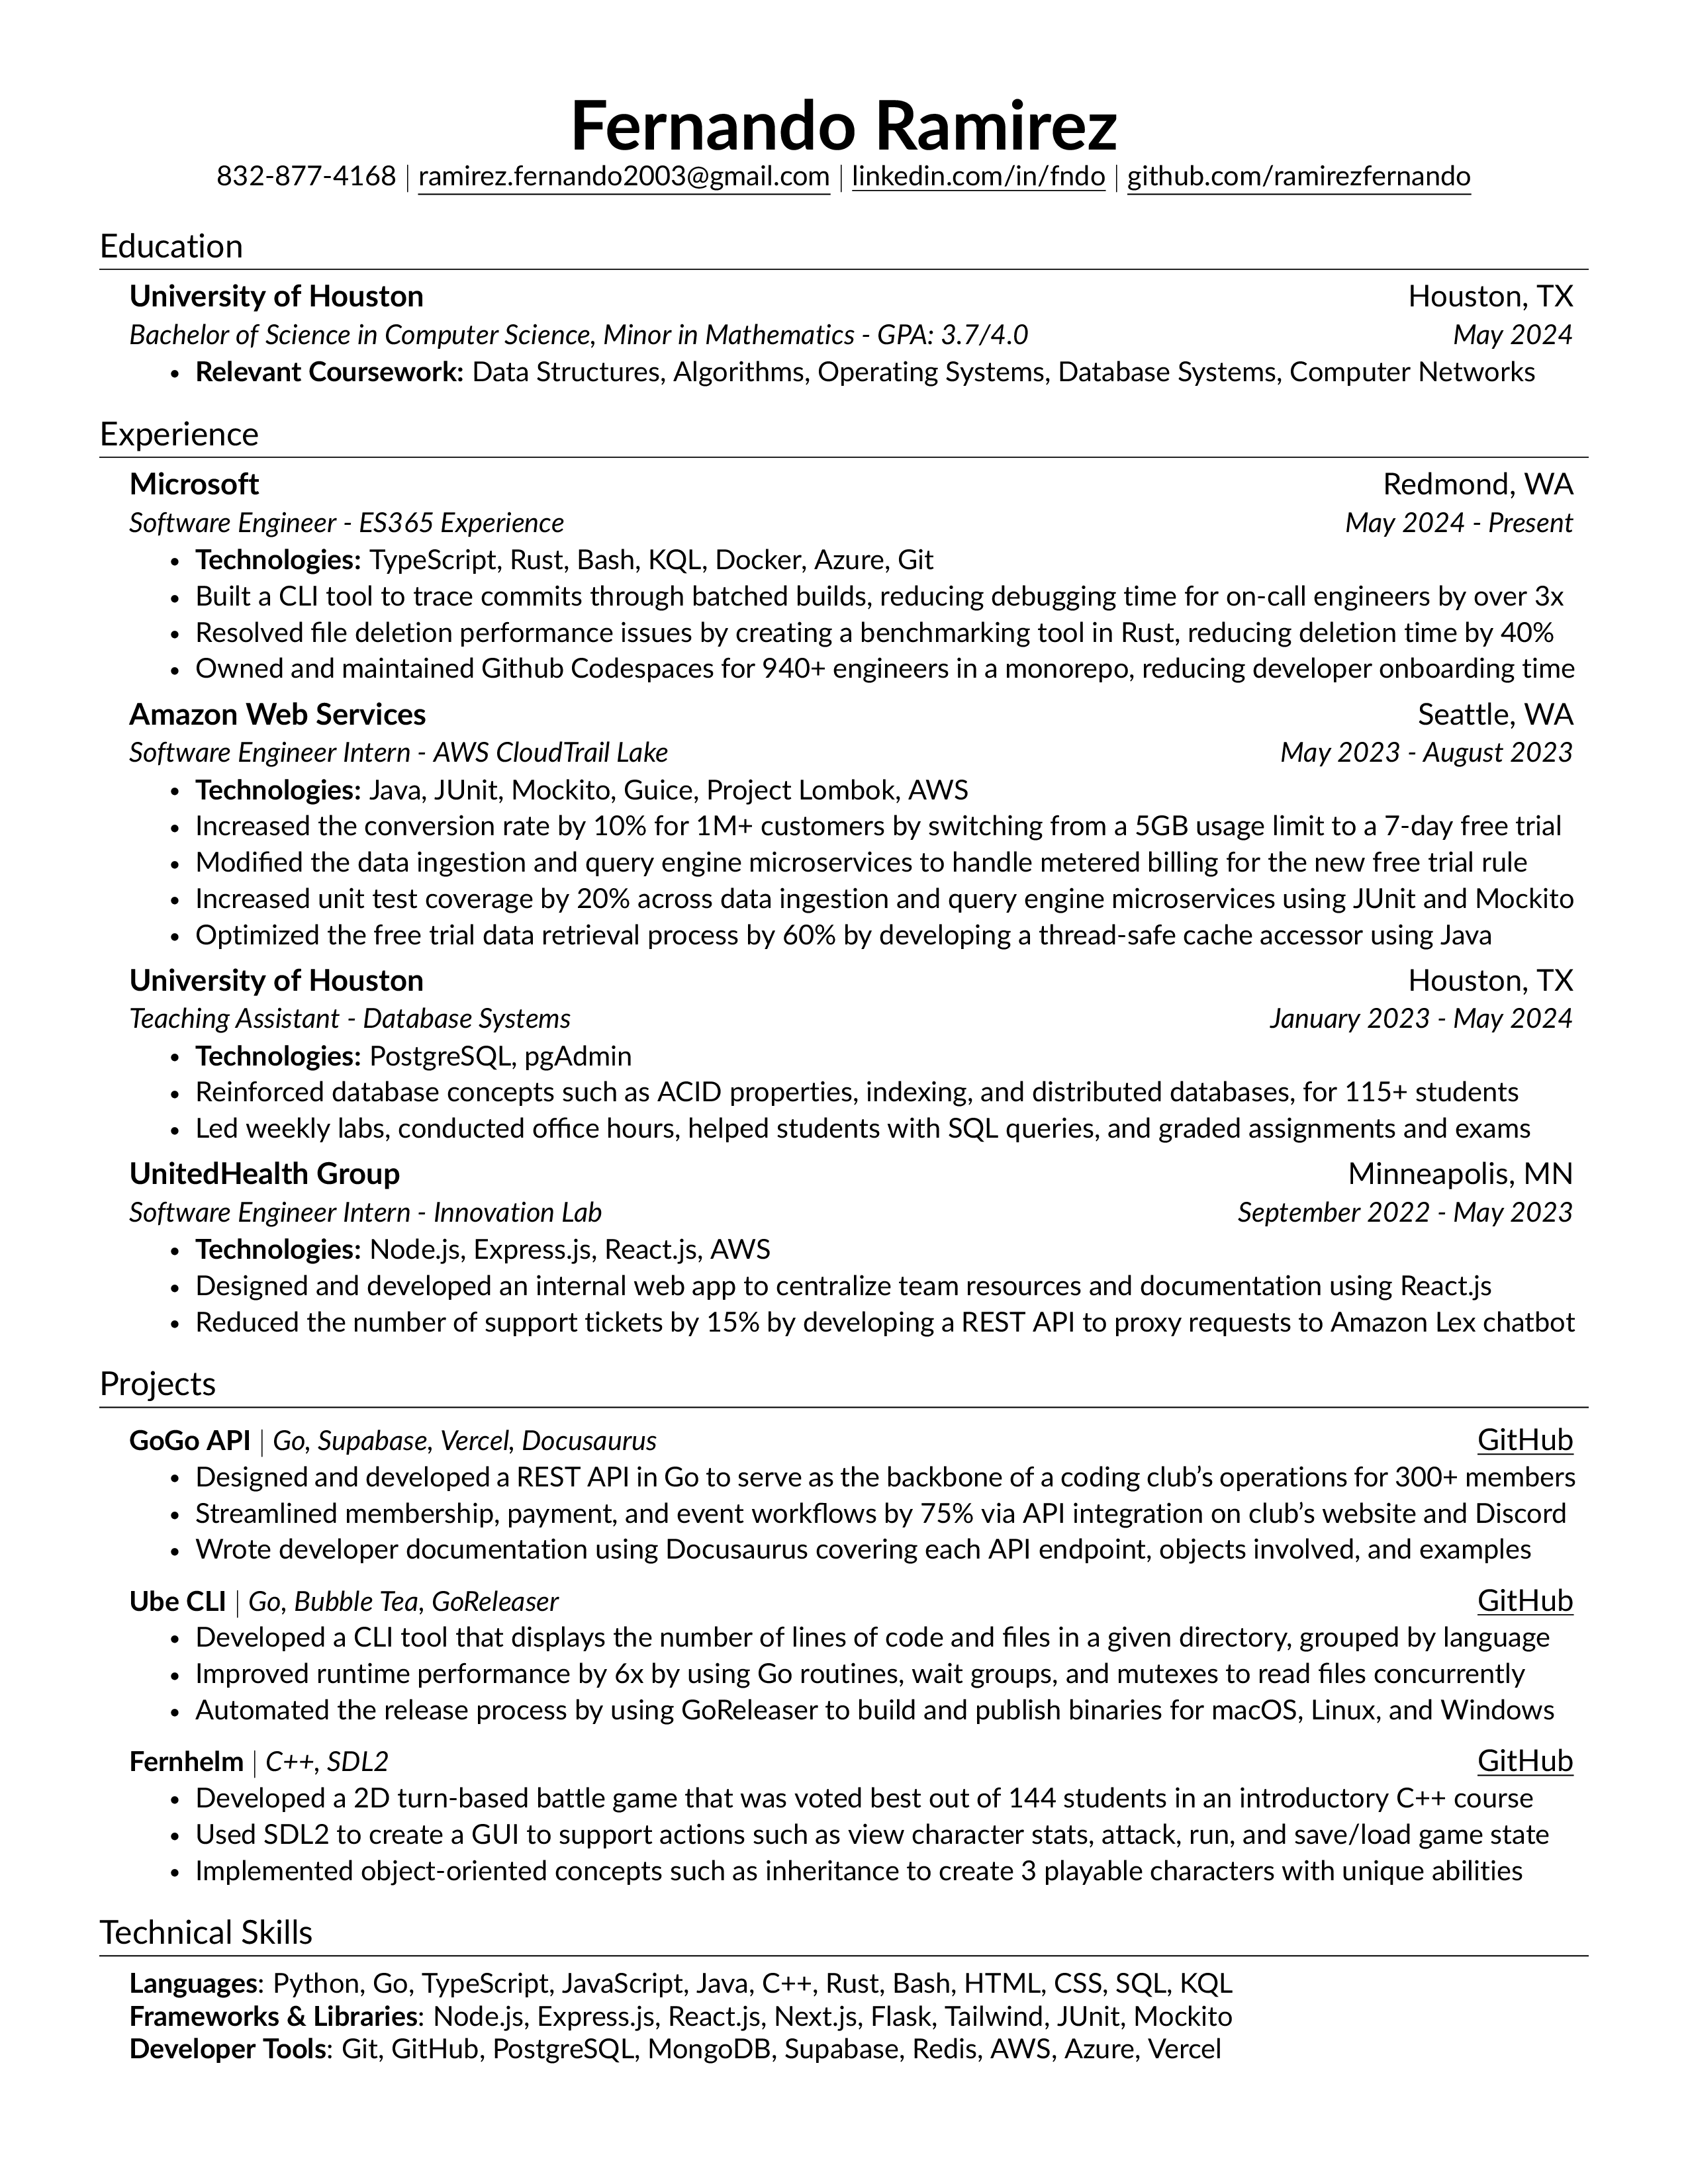 Fernando Ramirez
832-877-4168 | ramirez.fernando2003@gmail.com | linkedin.com/in/fndo | github.com/ramirezfernando
Education
University of Houston Houston, TX
Bachelor of Science in Computer Science, Minor in Mathematics - GPA: 3.7/4.0 May 2024
• Relevant Coursework: Data Structures, Algorithms, Operating Systems, Database Systems, Computer Networks
Experience
Microsoft Redmond, WA
Software Engineer - ES365 Experience May 2024 - Present
• Technologies: TypeScript, Rust, Bash, KQL, Docker, Azure, Git
• Built a CLI tool to trace commits through batched builds, reducing debugging time for on-call engineers by over 3x
• Resolved file deletion performance issues by creating a benchmarking tool in Rust, reducing deletion time by 40%
• Owned and maintained Github Codespaces for 940+ engineers in a monorepo, reducing developer onboarding time
Amazon Web Services Seattle, WA
Software Engineer Intern - AWS CloudTrail Lake May 2023 - August 2023
• Technologies: Java, JUnit, Mockito, Guice, Project Lombok, AWS
• Increased the conversion rate by 10% for 1M+ customers by switching from a 5GB usage limit to a 7-day free trial
• Modified the data ingestion and query engine microservices to handle metered billing for the new free trial rule
• Increased unit test coverage by 20% across data ingestion and query engine microservices using JUnit and Mockito
• Optimized the free trial data retrieval process by 60% by developing a thread-safe cache accessor using Java
University of Houston Houston, TX
Teaching Assistant - Database Systems January 2023 - May 2024
• Technologies: PostgreSQL, pgAdmin
• Reinforced database concepts such as ACID properties, indexing, and distributed databases, for 115+ students
• Led weekly labs, conducted office hours, helped students with SQL queries, and graded assignments and exams
UnitedHealth Group Minneapolis, MN
Software Engineer Intern - Innovation Lab September 2022 - May 2023
• Technologies: Node.js, Express.js, React.js, AWS
• Designed and developed an internal web app to centralize team resources and documentation using React.js
• Reduced the number of support tickets by 15% by developing a REST API to proxy requests to Amazon Lex chatbot
Projects
GoGo API | Go, Supabase, Vercel, Docusaurus GitHub
• Designed and developed a REST API in Go to serve as the backbone of a coding club’s operations for 300+ members
• Streamlined membership, payment, and event workflows by 75% via API integration on club’s website and Discord
• Wrote developer documentation using Docusaurus covering each API endpoint, objects involved, and examples
Ube CLI | Go, Bubble Tea, GoReleaser GitHub
• Developed a CLI tool that displays the number of lines of code and files in a given directory, grouped by language
• Improved runtime performance by 6x by using Go routines, wait groups, and mutexes to read files concurrently
• Automated the release process by using GoReleaser to build and publish binaries for macOS, Linux, and Windows
Fernhelm | C++, SDL2 GitHub
• Developed a 2D turn-based battle game that was voted best out of 144 students in an introductory C++ course
• Used SDL2 to create a GUI to support actions such as view character stats, attack, run, and save/load game state
• Implemented object-oriented concepts such as inheritance to create 3 playable characters with unique abilities
Technical Skills
Languages: Python, Go, TypeScript, JavaScript, Java, C++, Rust, Bash, HTML, CSS, SQL, KQL
Frameworks & Libraries: Node.js, Express.js, React.js, Next.js, Flask, Tailwind, JUnit, Mockito
Developer Tools: Git, GitHub, PostgreSQL, MongoDB, Supabase, Redis, AWS, Azure, Vercel